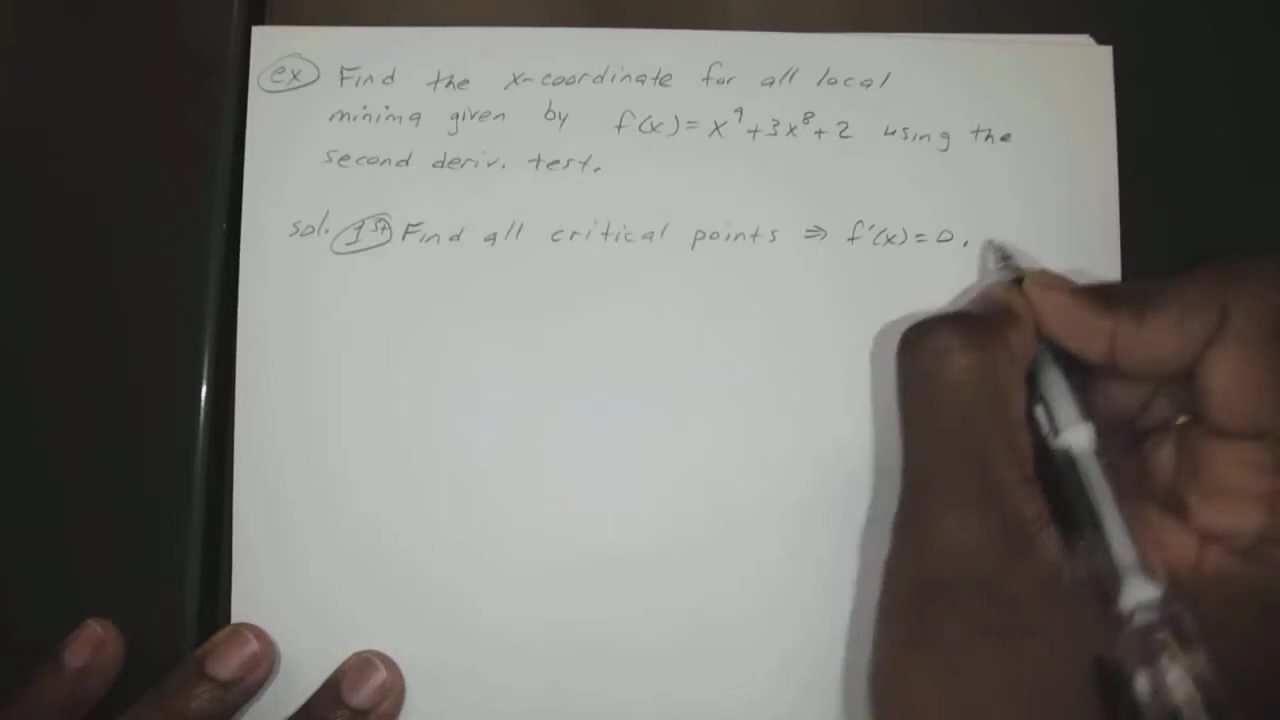 ex Find the x-coordinate for all local
minima given by f(x)=x⁹+3x⁸+2 using the
second deriv. test.
sol. 1st Find all critical points ⇒ f'(x)=0.